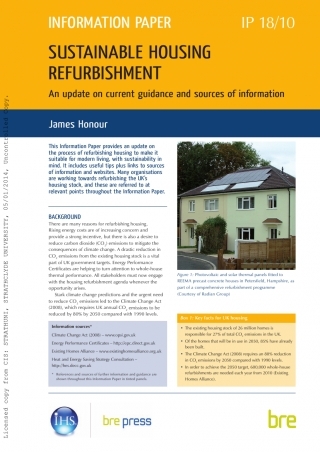 INFORMATION PAPER
IP 18/10
SUSTAINABLE HOUSING
REFURBISHMENT
An update on current guidance and sources of information
James Honour
This Information Paper provides an update on
the process of refurbishing housing to make it
suitable for modern living, with sustainability in
mind. It includes useful tips plus links to sources
of information and websites. Many organisations
are working towards refurbishing the UK's
housing stock, and these are referred to at
relevant points throughout the Information Paper.
BACKGROUND
There are many reasons for refurbishing housing.
Rising energy costs are of increasing concern and
provide a strong incentive, but there is also a desire to
reduce carbon dioxide (CO₂) emissions to mitigate the
consequences of climate change. A drastic reduction in
CO₂ emissions from the existing housing stock is a vital
part of UK government targets. Energy Performance
Certificates are helping to turn attention to whole-house
thermal performance. All stakeholders must now engage
with the housing refurbishment agenda whenever the
opportunity arises.
Stark climate change predictions and the urgent need
to reduce CO₂ emissions led to the Climate Change Act
(2008), which requires UK annual CO₂ emissions to be
reduced by 80% by 2050 compared with 1990 levels.
Information sources*
Climate Change Act (2008) – www.opsi.gov.uk
Energy Performance Certificates – http://epc.direct.gov.uk
Existing Homes Alliance – www.existinghomesalliance.org.uk
Heat and Energy Saving Strategy Consultation –
http://hes.decc.gov.uk
* References and sources of further information and guidance are
shown throughout the Information Paper in tinted panels.
Figure 1: Photovoltaic and solar thermal panels fitted to
REEMA precast concrete houses in Petersfield, Hampshire, as
part of a comprehensive refurbishment programme
(Courtesy of Radian Group)
Box 1: Key facts for UK housing
• The existing housing stock of 26 million homes is
responsible for 27% of total CO₂ emissions in the UK.
• Of the homes that will be in use in 2050, 85% have already
been built.
• The Climate Change Act (2008) requires an 80% reduction
in CO₂ emissions by 2050 compared with 1990 levels.
• In order to achieve the 2050 target, 600,000 whole-house
refurbishments are needed each year from 2010 (Existing
Homes Alliance).
IHS
bre press
bre
Licensed copy from CIS: STRATHUNI, STRATHCLYDE UNIVERSITY, 05/01/2014, Uncontrolled Copy.